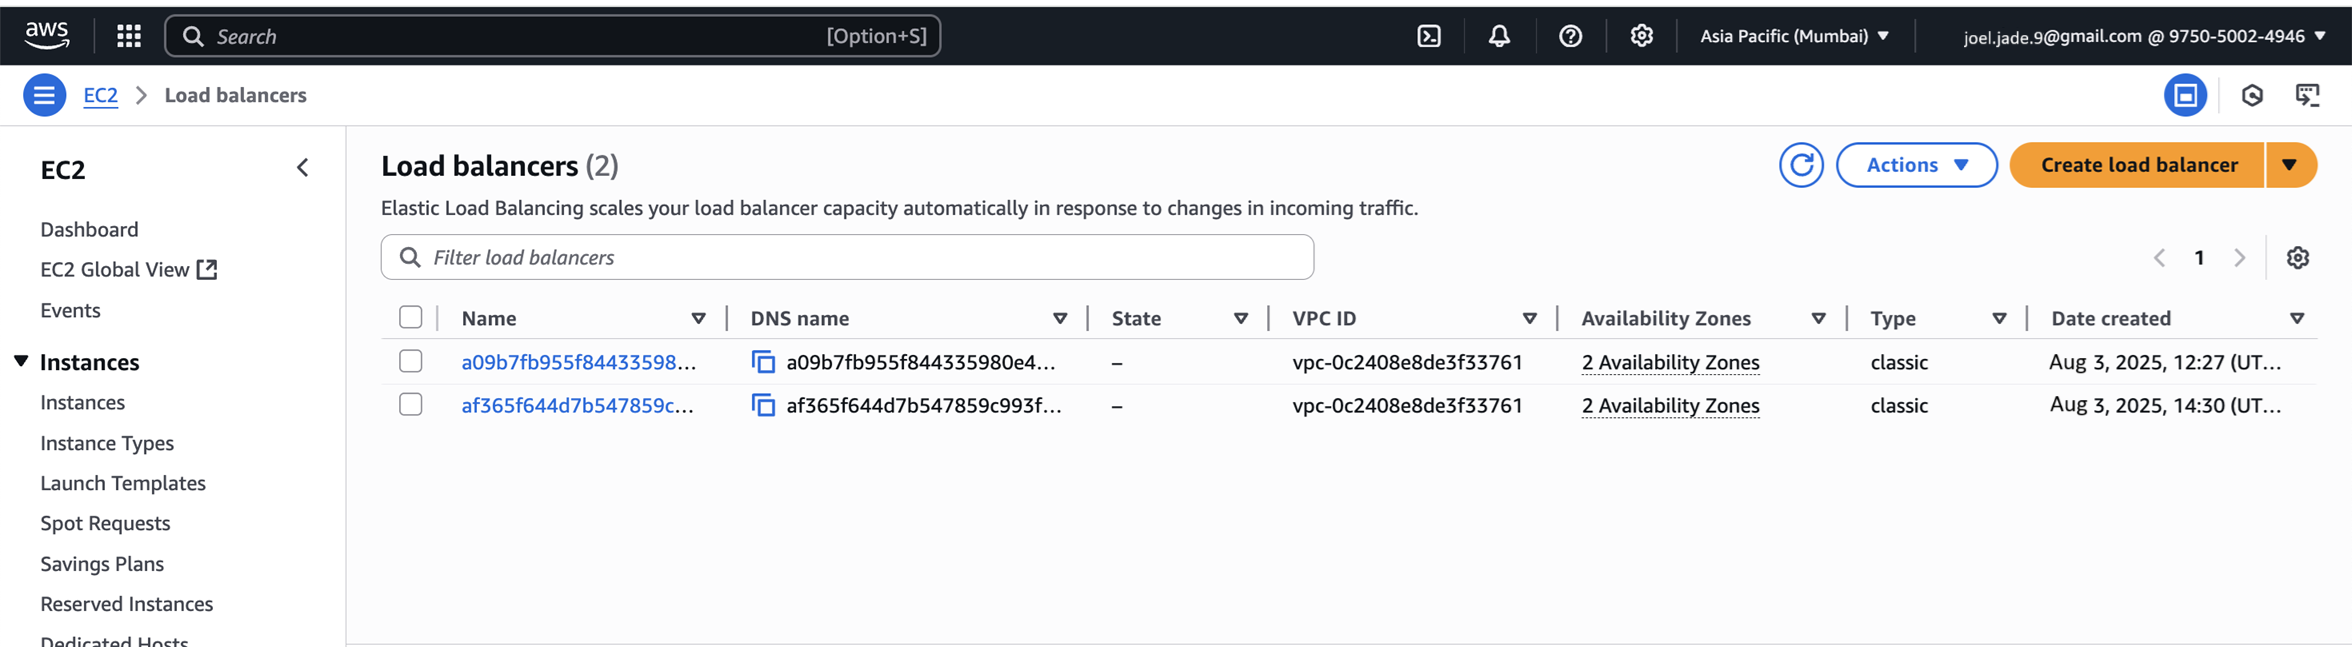 aws
Search [Option+S] Asia Pacific (Mumbai) joel.jade.9@gmail.com @ 9750-5002-4946
EC2 Load balancers
EC2
Dashboard
EC2 Global View
Events
Instances
Instances
Instance Types
Launch Templates
Spot Requests
Savings Plans
Reserved Instances
Dedicated Hosts
Load balancers (2)
Actions
Create load balancer
Elastic Load Balancing scales your load balancer capacity automatically in response to changes in incoming traffic.
Filter load balancers
1
Name DNS name State VPC ID Availability Zones Type Date created
a09b7fb955f84433598... a09b7fb955f844335980e4... – vpc-0c2408e8de3f33761 2 Availability Zones classic Aug 3, 2025, 12:27 (UT...
af365f644d7b547859c... af365f644d7b547859c993f... – vpc-0c2408e8de3f33761 2 Availability Zones classic Aug 3, 2025, 14:30 (UT...